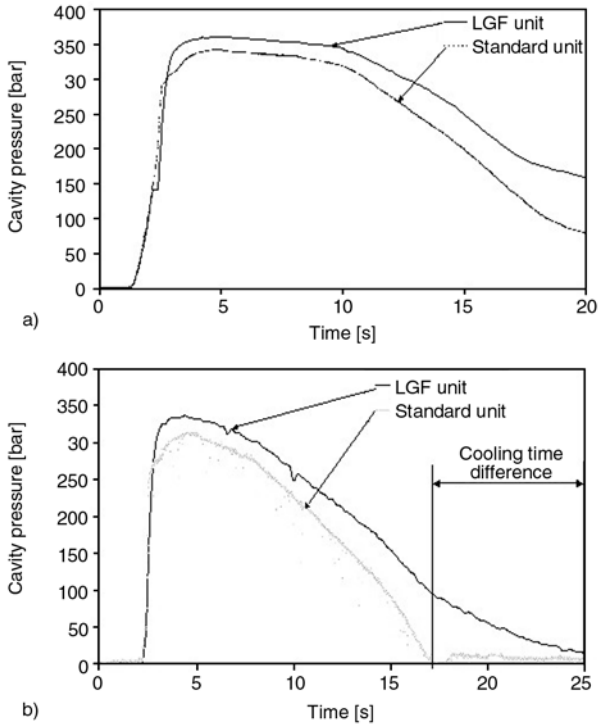 400
LGF unit
350
Standard unit
30
250
200
150
100
50
0
Cavity pressure [bar]
0 5 10 15 20
Time [s]
a)
400
LGF unit
350
Standard unit
300
Cooling time
difference
250
200
150
100
50
0
Cavity pressure [bar]
0 5 10 15 20 25
Time [s]
b)